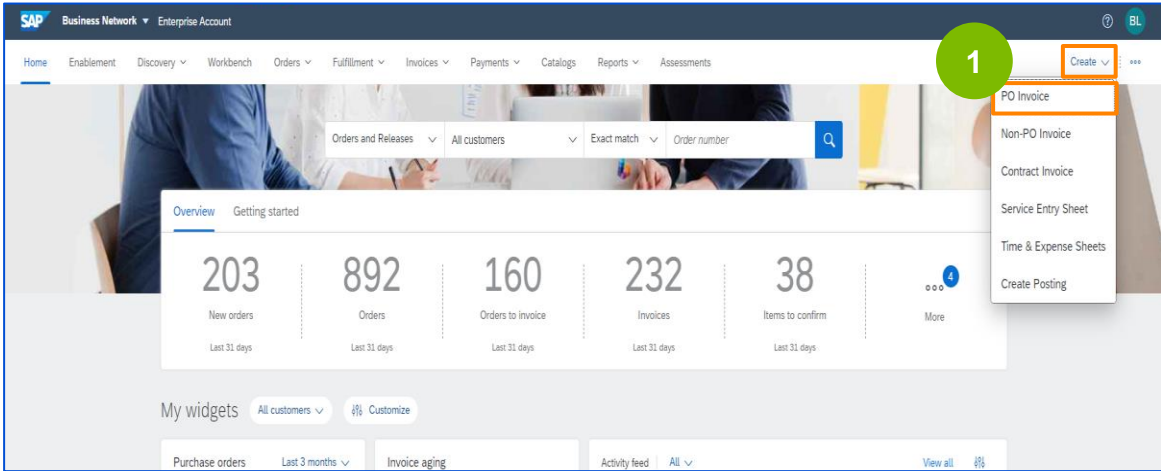 SAP Business Network Enterprise Account BL
Home Enablement Discovery Workbench Orders Fulfillment Invoices Payments Catalogs Reports Assessments 1 Create
PO Invoice
Non-PO Invoice
Contract Invoice
Service Entry Sheet
Time & Expense Sheets
Create Posting
Orders and Releases All customers Exact match Order number
Overview Getting started
203 892 160 232 38 4
New orders Orders Orders to invoice Invoices Items to confirm More
Last 31 days Last 31 days Last 31 days Last 31 days Last 31 days
My widgets All customers Customize
Purchase orders Last 3 months Invoice aging Activity feed All View all